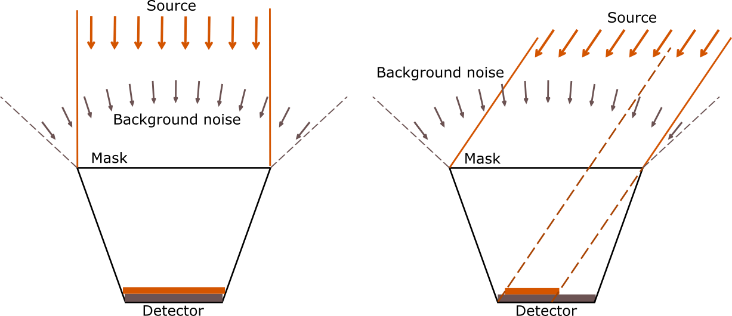 Source
Background noise
Mask
Detector
Source
Background noise
Mask
Detector